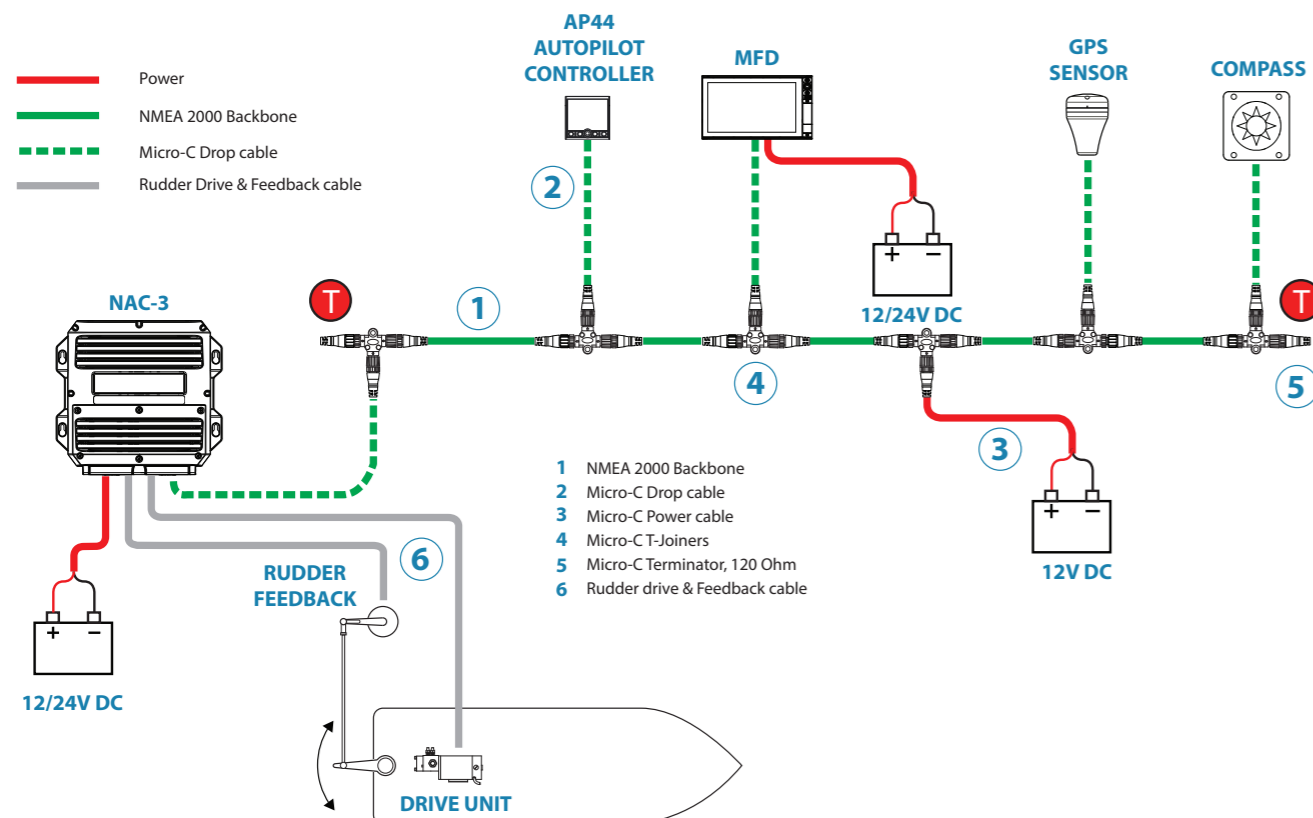 Power
NMEA 2000 Backbone
Micro-C Drop cable
Rudder Drive & Feedback cable
AP44
AUTOPILOT
CONTROLLER
MFD
GPS
SENSOR
COMPASS
2
12/24V DC
+ −
NAC-3
T
1
4
T
5
3
12V DC
+ −
1 NMEA 2000 Backbone
2 Micro-C Drop cable
3 Micro-C Power cable
4 Micro-C T-Joiners
5 Micro-C Terminator, 120 Ohm
6 Rudder drive & Feedback cable
6
RUDDER
FEEDBACK
+ −
12/24V DC
DRIVE UNIT